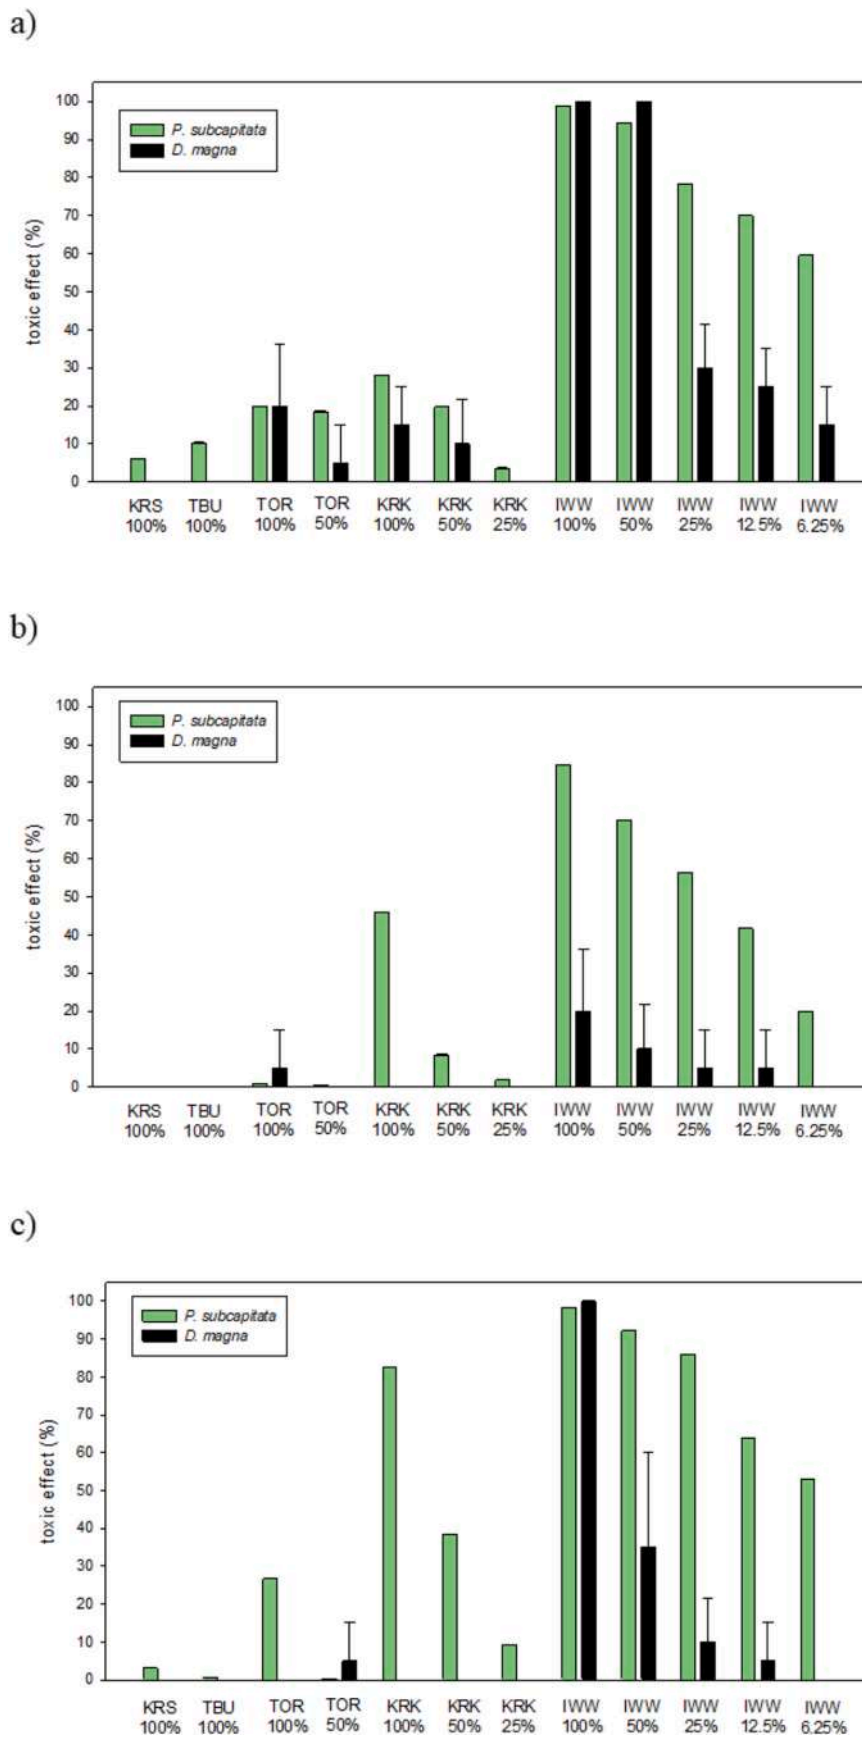 a)
100
90
80
70
60
50
40
30
20
10
0
toxic effect (%)
P. subcapitata
D. magna
KRS TBU TOR TOR KRK KRK KRK IWW IWW IWW IWW IWW
100% 100% 100% 50% 100% 50% 25% 100% 50% 25% 12.5% 6.25%
b)
100
90
80
70
60
50
40
30
20
10
0
toxic effect (%)
P. subcapitata
D. magna
KRS TBU TOR TOR KRK KRK KRK IWW IWW IWW IWW IWW
100% 100% 100% 50% 100% 50% 25% 100% 50% 25% 12.5% 6.25%
c)
100
90
80
70
60
50
40
30
20
10
0
toxic effect (%)
P. subcapitata
D. magna
KRS TBU TOR TOR KRK KRK KRK IWW IWW IWW IWW IWW
100% 100% 100% 50% 100% 50% 25% 100% 50% 25% 12.5% 6.25%